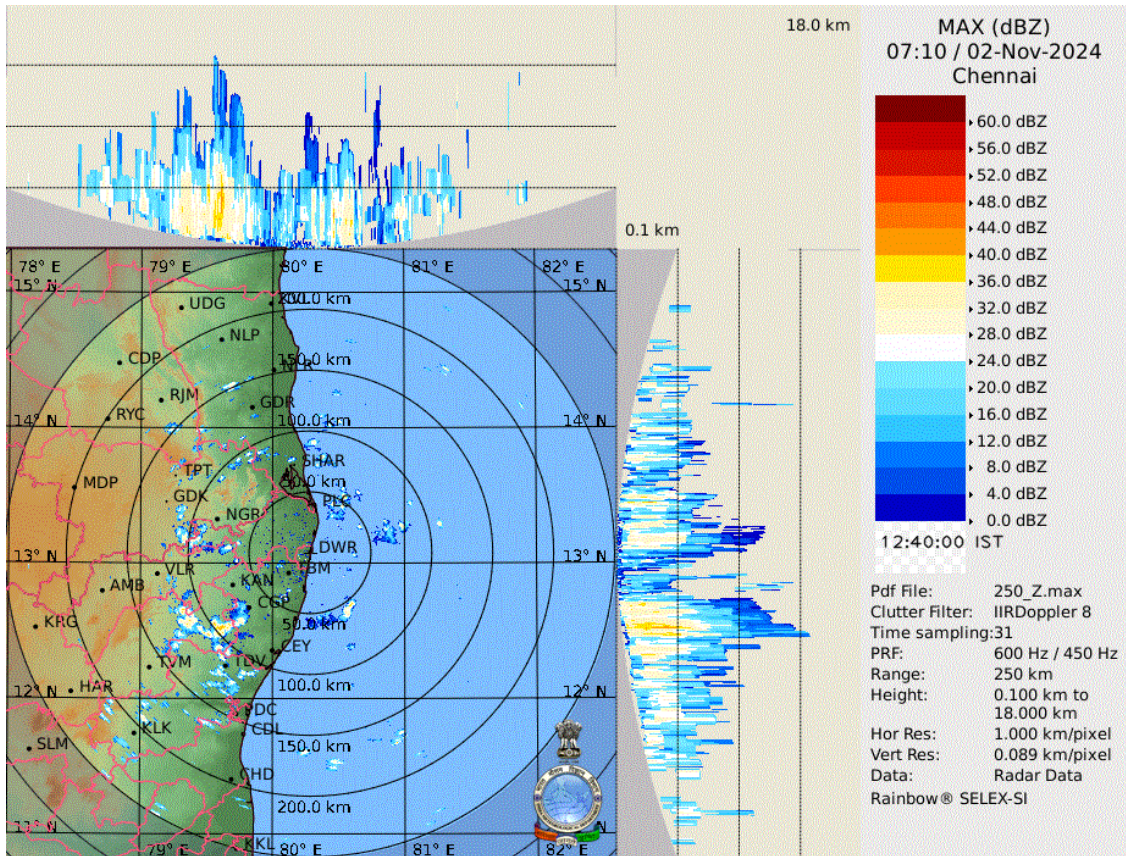 18.0 km
0.1 km
MAX (dBZ)
07:10 / 02-Nov-2024
Chennai
60.0 dBZ
56.0 dBZ
52.0 dBZ
48.0 dBZ
44.0 dBZ
40.0 dBZ
36.0 dBZ
32.0 dBZ
28.0 dBZ
24.0 dBZ
20.0 dBZ
16.0 dBZ
12.0 dBZ
8.0 dBZ
4.0 dBZ
0.0 dBZ
12:40:00 IST
Pdf File: 250_Z.max
Clutter Filter: IIRDoppler 8
Time sampling:31
PRF: 600 Hz / 450 Hz
Range: 250 km
Height: 0.100 km to
18.000 km
Hor Res: 1.000 km/pixel
Vert Res: 0.089 km/pixel
Data: Radar Data
Rainbow® SELEX-SI
78° E 79° E 80° E 81° E 82° E
15° N 15° N
UDG
NLP
150.0 km
CDP
RJM
GDR
RYC
100.0 km
14° N 14° N
SHAR
TPT
MDP
GDK
PLC
NGR
LDWR
13° N 13° N
VLR
KAN
AMB
CGP
KPG
50.0 km
CEY
TVM
TDV
100.0 km
HAR
12° N 12° N
PDC
KLK
CDL
SLM
150.0 km
CHD
200.0 km
11° N 11° N
KKL
79° E 80° E 81° E 82° E